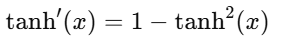 tanh′(x) = 1 − tanh²(x)